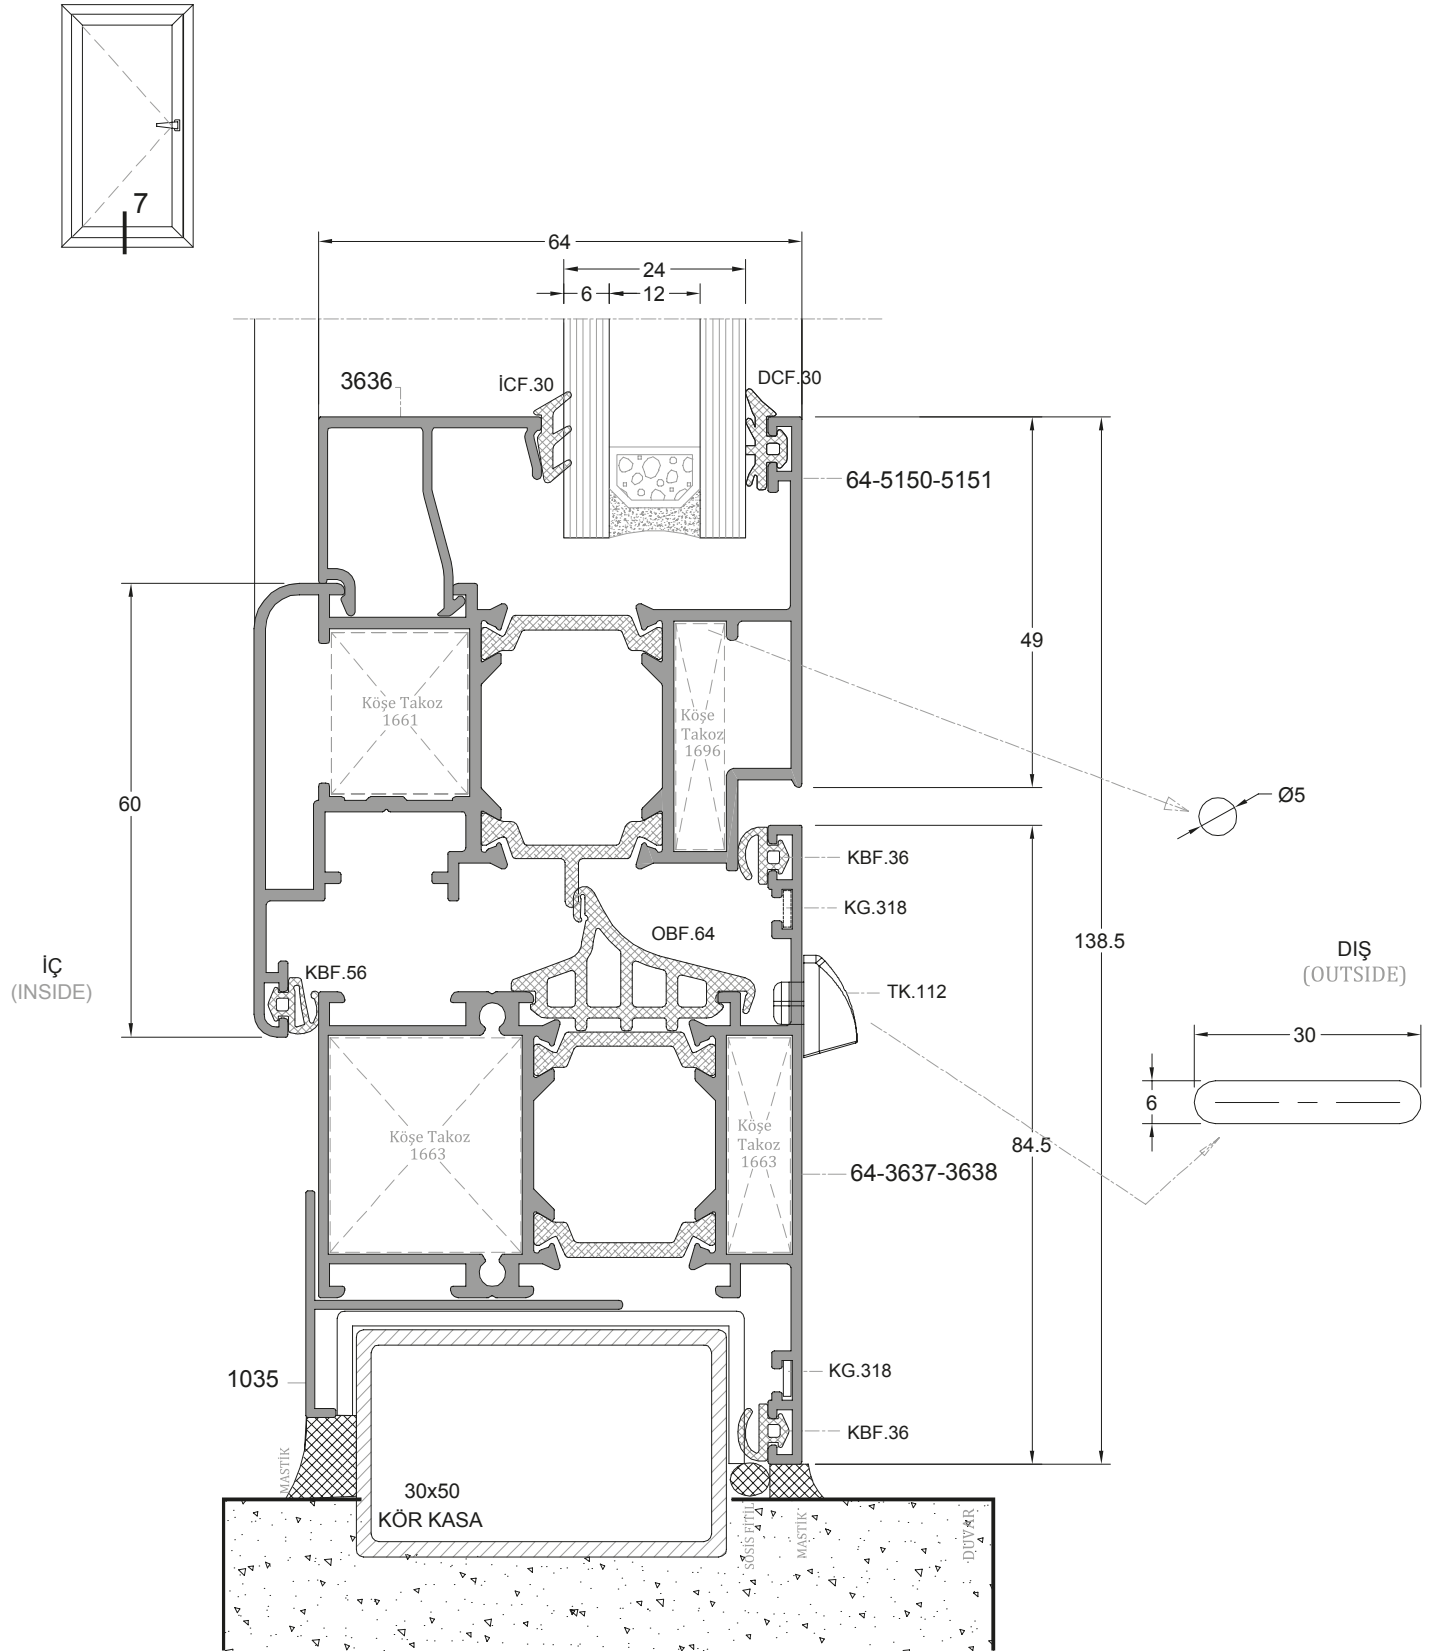 7
64
24
6
12
3636
İCF.30
DCF.30
64-5150-5151
49
Köşe Takoz
1661
Köşe
Takoz
1696
60
Ø5
KBF.36
KG.318
OBF.64
138.5
İÇ
(INSIDE)
KBF.56
DIŞ
(OUTSIDE)
TK.112
30
6
Köşe Takoz
1663
Köşe
Takoz
1663
84.5
64-3637-3638
1035
KG.318
KBF.36
MASTİK
30x50
KÖR KASA
SOSİS FİTİL
MASTİK
DUVAR